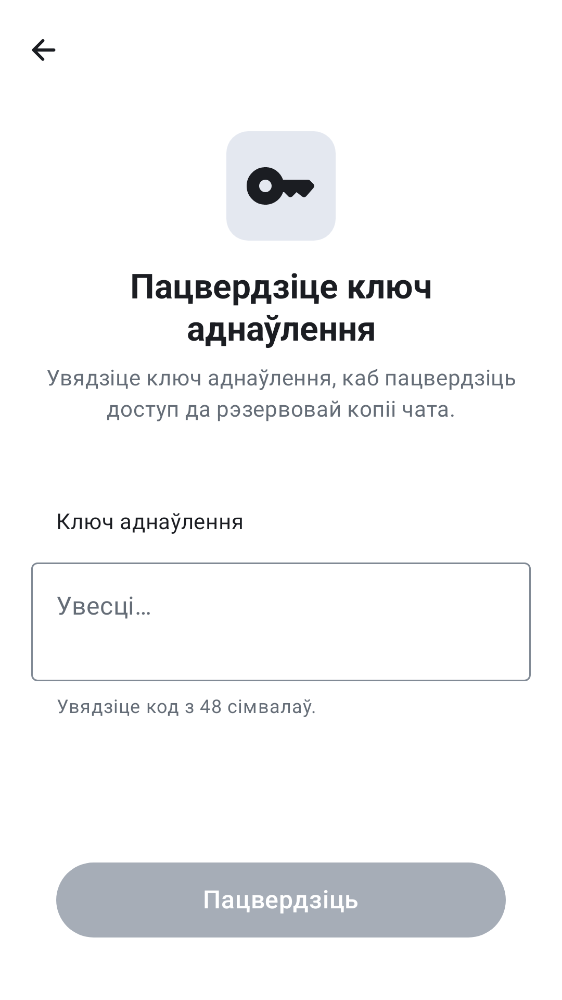 Пацвердзіце ключ
аднаўлення
Увядзіце ключ аднаўлення, каб пацвердзіць
доступ да рэзервовай копіі чата.
Ключ аднаўлення
Увесці...
Увядзіце код з 48 сімвалаў.
Пацвердзіць